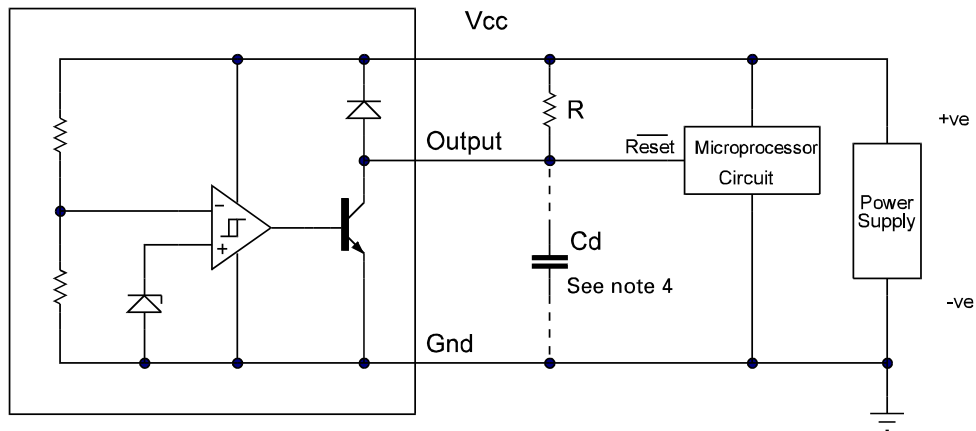 Vcc
R
+ve
Output
Reset
Microprocessor
Circuit
Power
Supply
−
+
Cd
See note 4
-ve
Gnd